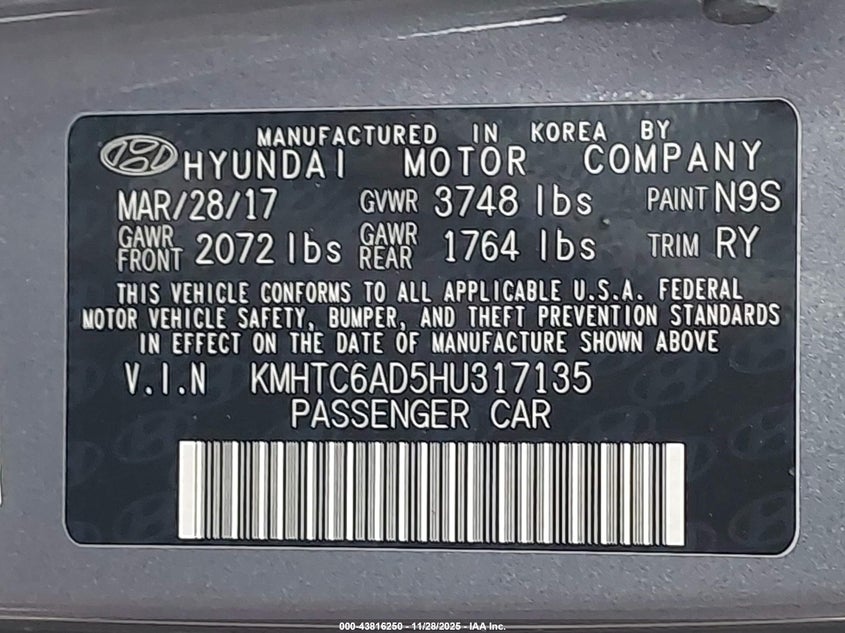 MANUFACTURED IN KOREA BY
HYUNDAI MOTOR COMPANY
MAR/28/17 GVWR 3748 lbs PAINT N9S
GAWR FRONT 2072 lbs GAWR REAR 1764 lbs TRIM RY
THIS VEHICLE CONFORMS TO ALL APPLICABLE U.S.A. FEDERAL
MOTOR VEHICLE SAFETY, BUMPER, AND THEFT PREVENTION STANDARDS
IN EFFECT ON THE DATE OF MANUFACTURE SHOWN ABOVE
V.I.N KMHTC6AD5HU317135
PASSENGER CAR
000-43816250 - 11/28/2025 - IAA Inc.